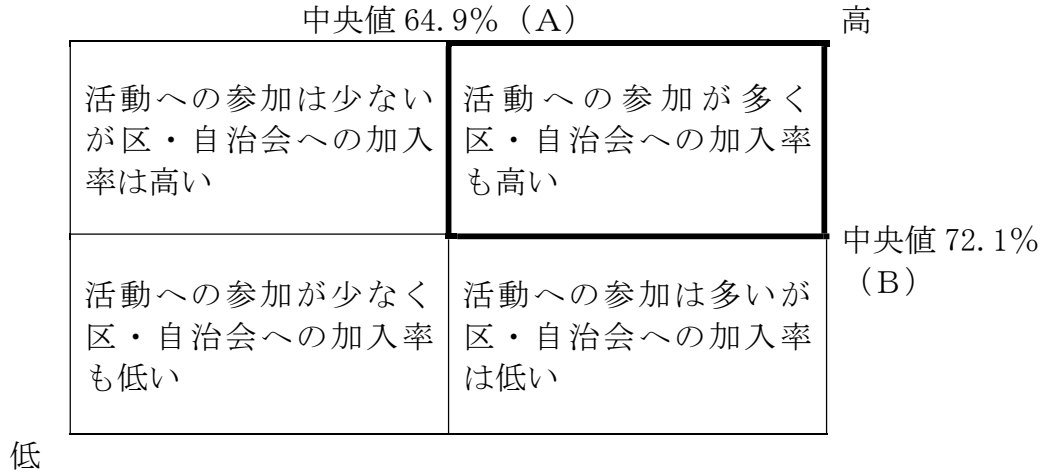 中央値 64.9%（A） 高
活動への参加は少ない
が区・自治会への加入
率は高い
活動への参加が多く
区・自治会への加入率
も高い
中央値 72.1%
（B）
活動への参加が少なく
区・自治会への加入率
も低い
活動への参加は多いが
区・自治会への加入率
は低い
低